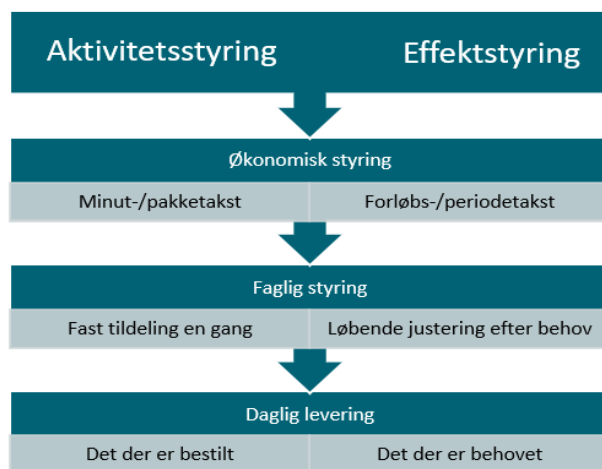 Aktivitetsstyring Effektstyring
Økonomisk styring
Minut-/pakketakst Forløbs-/periodetakst
Faglig styring
Fast tildeling en gang Løbende justering efter behov
Daglig levering
Det der er bestilt Det der er behovet